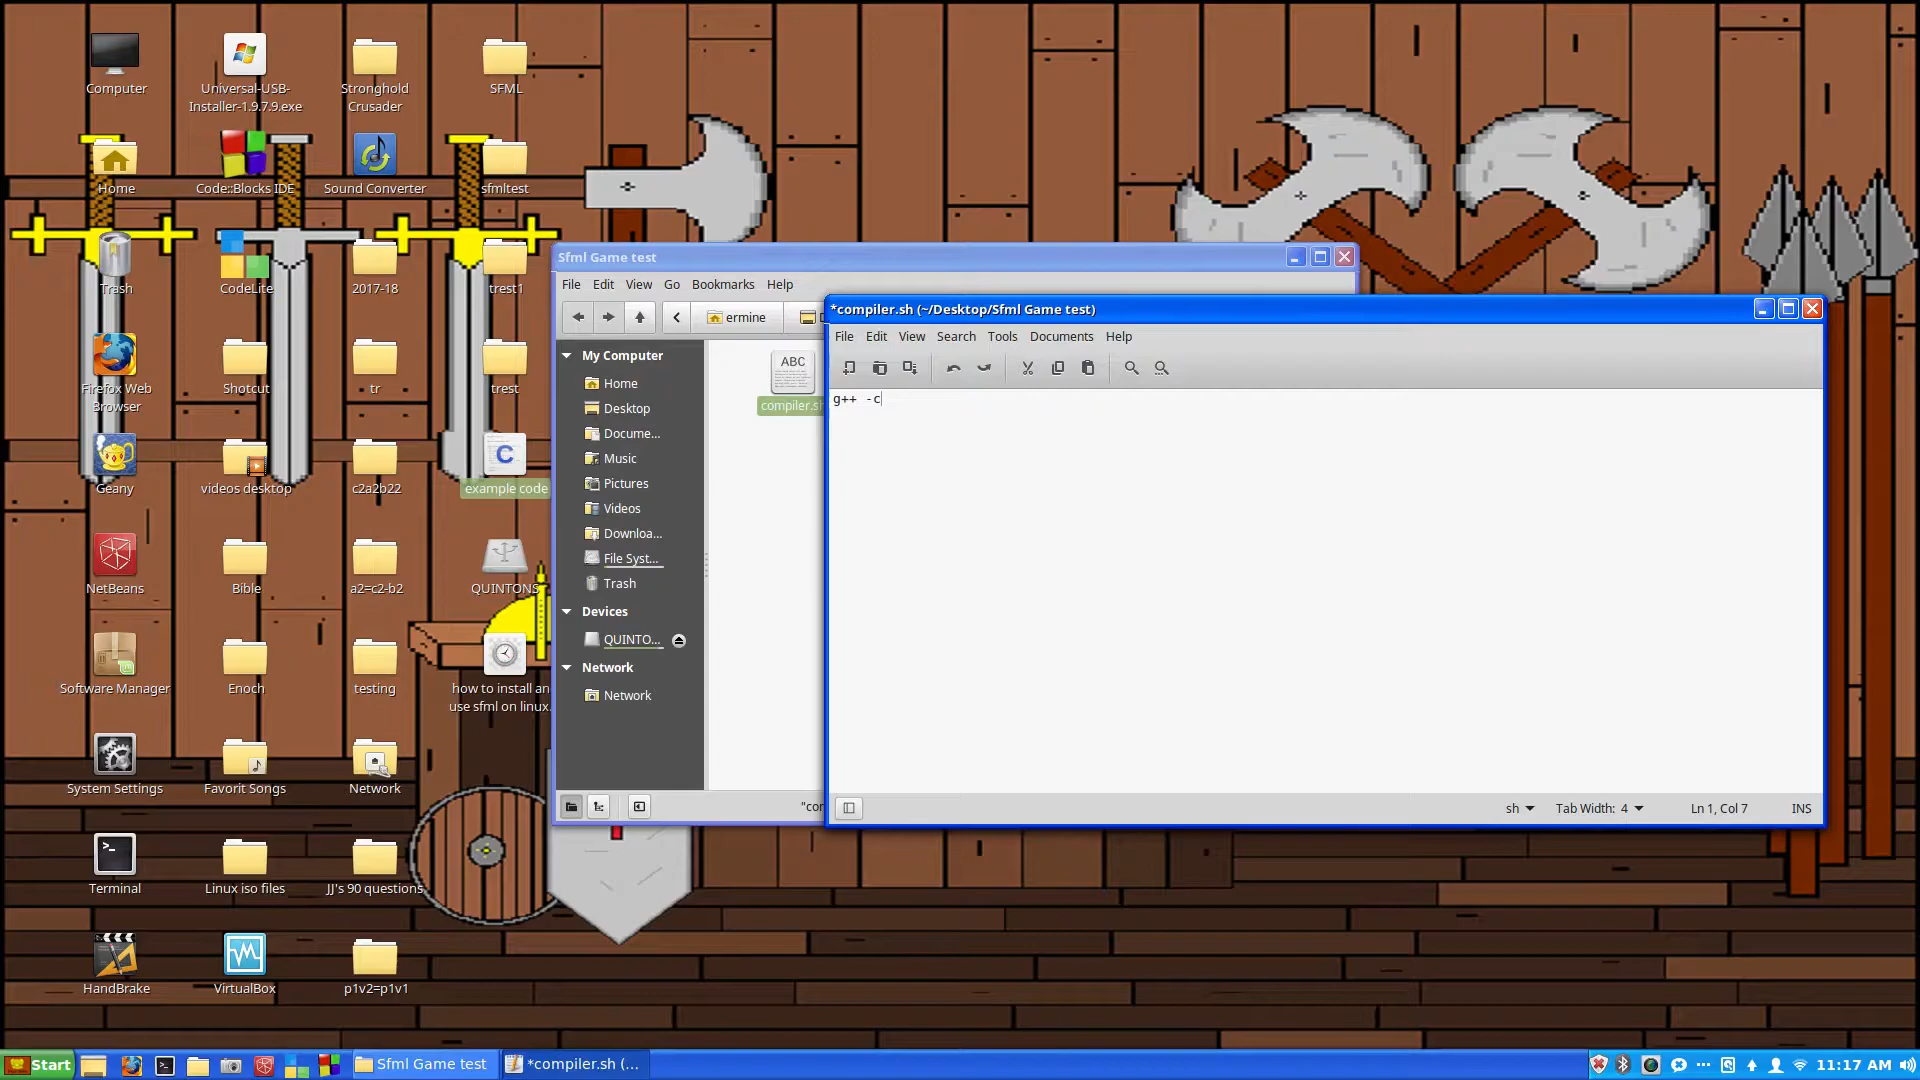 Computer
Universal-USB-
Installer-1.9.7.9.exe
Stronghold
Crusader
SFML
Home
Code::Blocks IDE
Sound Converter
sfmltest
Trash
CodeLite
2017-18
trest1
Firefox Web
Browser
Shotcut
tr
trest
Geany
videos desktop
c2a2b22
C
example code
NetBeans
Bible
a2=c2-b2
QUINTONS
Software Manager
Enoch
testing
how to install an
use sfml on linux.
System Settings
Favorit Songs
Network
Terminal
Linux iso files
JJ's 90 questions
HandBrake
VirtualBox
p1v2=p1v1
Sfml Game test
File Edit View Go Bookmarks Help
ermine
My Computer
Home
Desktop
Docume...
Music
Pictures
Videos
Downloa...
File Syst...
Trash
Devices
QUINTO...
Network
Network
ABC
compiler.sh
"cor
*compiler.sh (~/Desktop/Sfml Game test)
File Edit View Search Tools Documents Help
g++ -c
sh Tab Width: 4 Ln 1, Col 7 INS
Start
Sfml Game test
*compiler.sh (...
11:17 AM